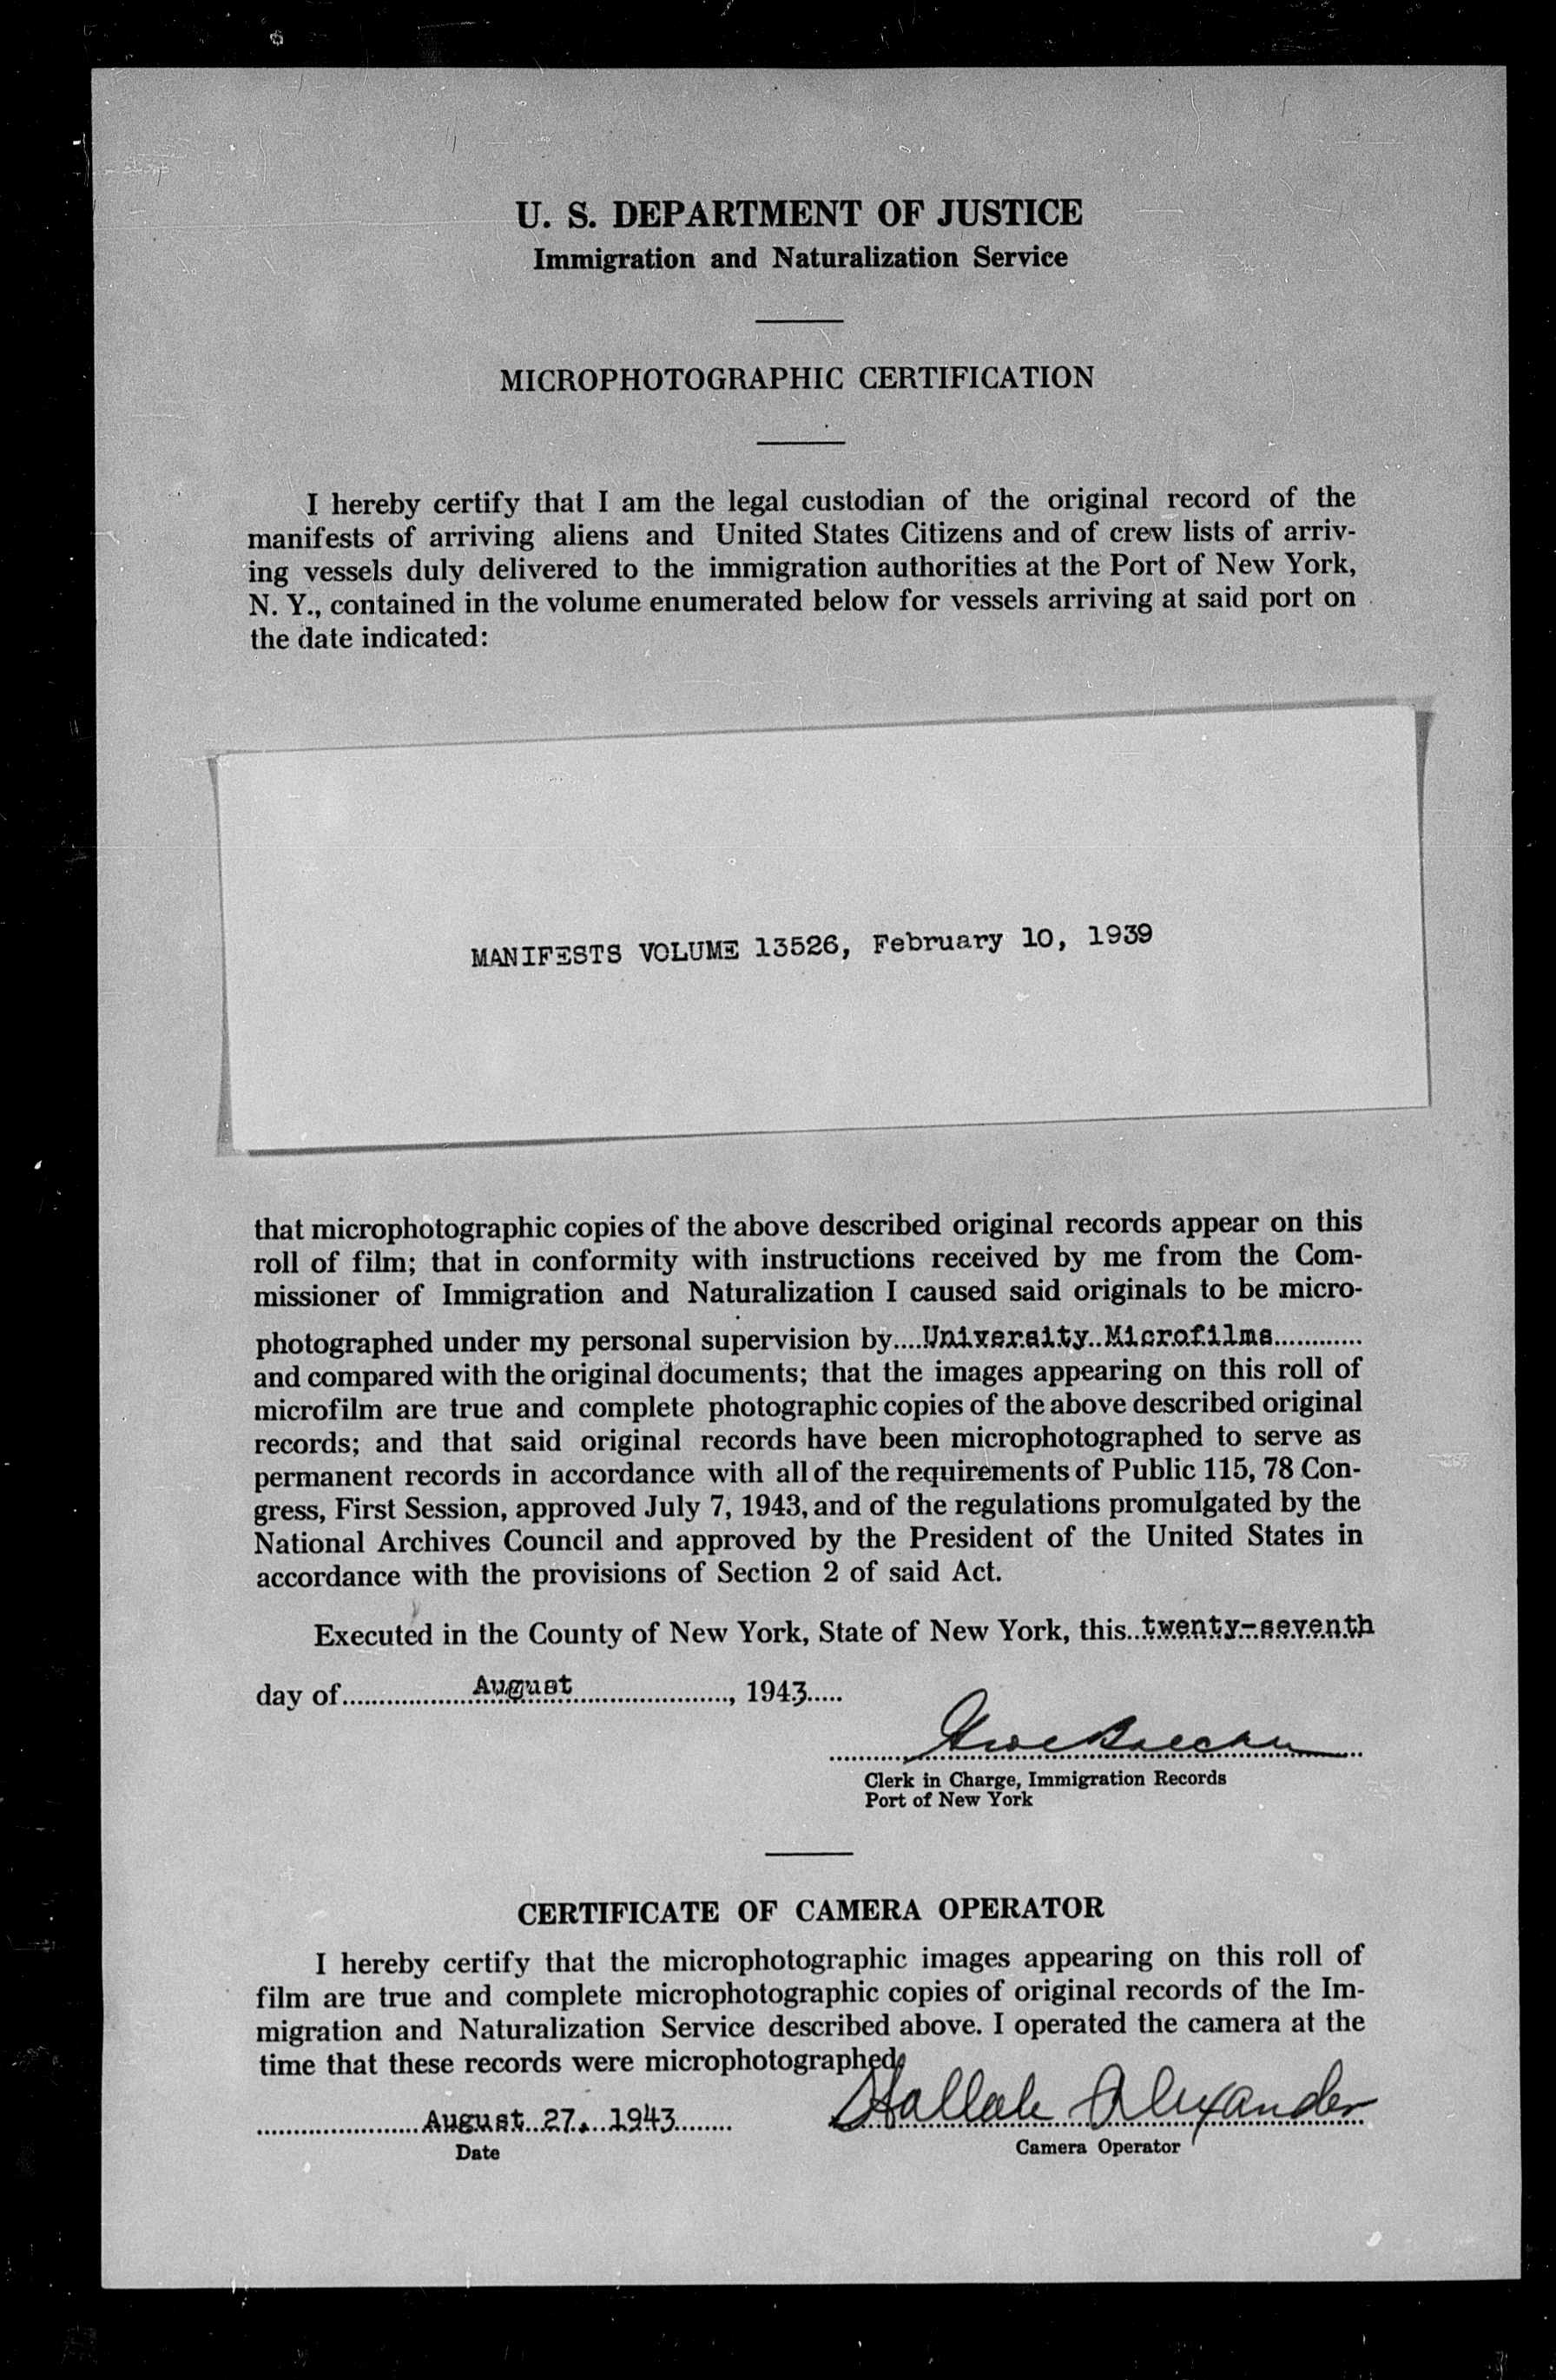 U. S. DEPARTMENT OF JUSTICE
Immigration and Naturalization Service
MICROPHOTOGRAPHIC CERTIFICATION
I hereby certify that I am the legal custodian of the original record of the
manifests of arriving aliens and United States Citizens and of crew lists of arriv-
ing vessels duly delivered to the immigration authorities at the Port of New York,
N. Y., contained in the volume enumerated below for vessels arriving at said port on
the date indicated:
MANIFESTS VOLUME 13526, February 10, 1939
that microphotographic copies of the above described original records appear on this
roll of film; that in conformity with instructions received by me from the Com-
missioner of Immigration and Naturalization I caused said originals to be micro-
photographed under my personal supervision by....University Microfilms............
and compared with the original documents; that the images appearing on this roll of
microfilm are true and complete photographic copies of the above described original
records; and that said original records have been microphotographed to serve as
permanent records in accordance with all of the requirements of Public 115, 78 Con-
gress, First Session, approved July 7, 1943, and of the regulations promulgated by the
National Archives Council and approved by the President of the United States in
accordance with the provisions of Section 2 of said Act.
Executed in the County of New York, State of New York, this..twenty-seventh
day of..................August........................, 1943.....
Clerk in Charge, Immigration Records
Port of New York
CERTIFICATE OF CAMERA OPERATOR
I hereby certify that the microphotographic images appearing on this roll of
film are true and complete microphotographic copies of original records of the Im-
migration and Naturalization Service described above. I operated the camera at the
time that these records were microphotographed.
......................August 27, 1943........ Alexander
Date Camera Operator